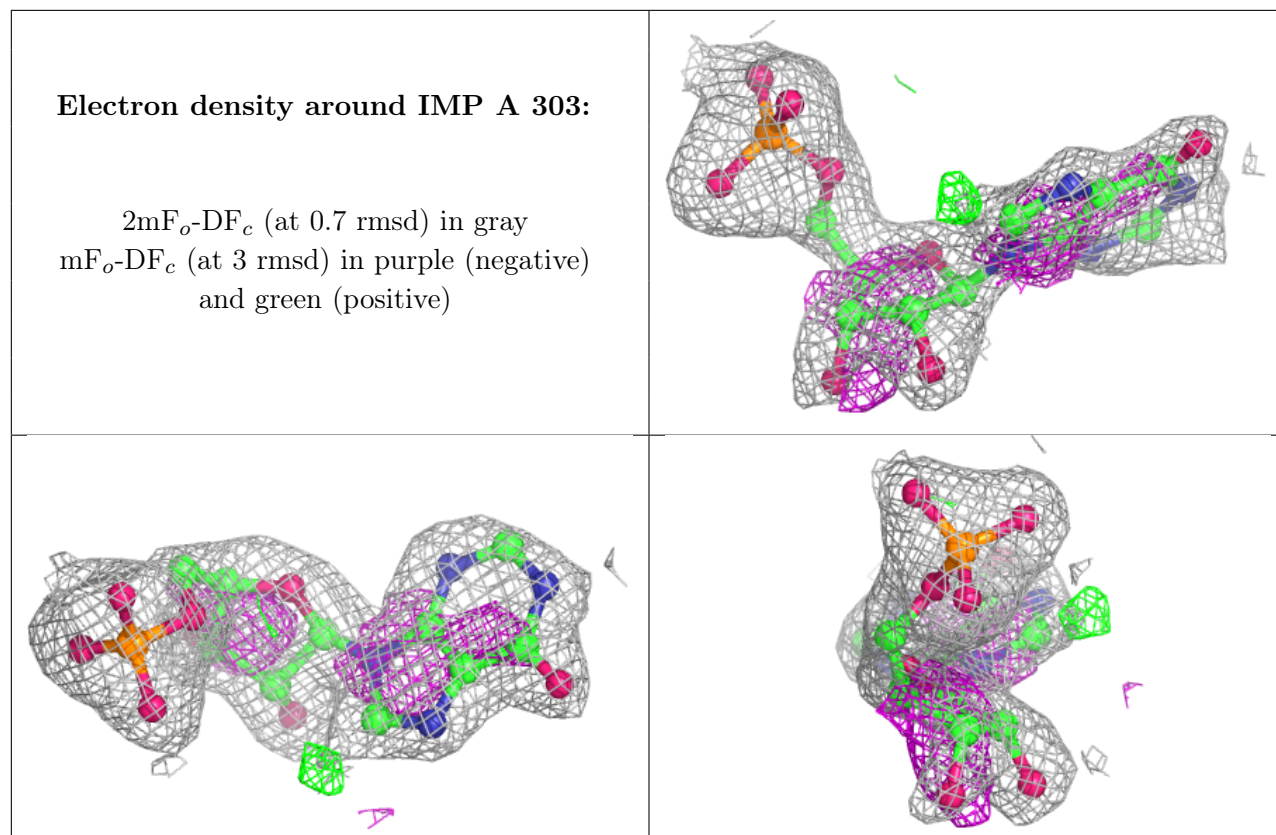 Electron density around IMP A 303:
2mFo-DFc (at 0.7 rmsd) in gray
mFo-DFc (at 3 rmsd) in purple (negative)
and green (positive)